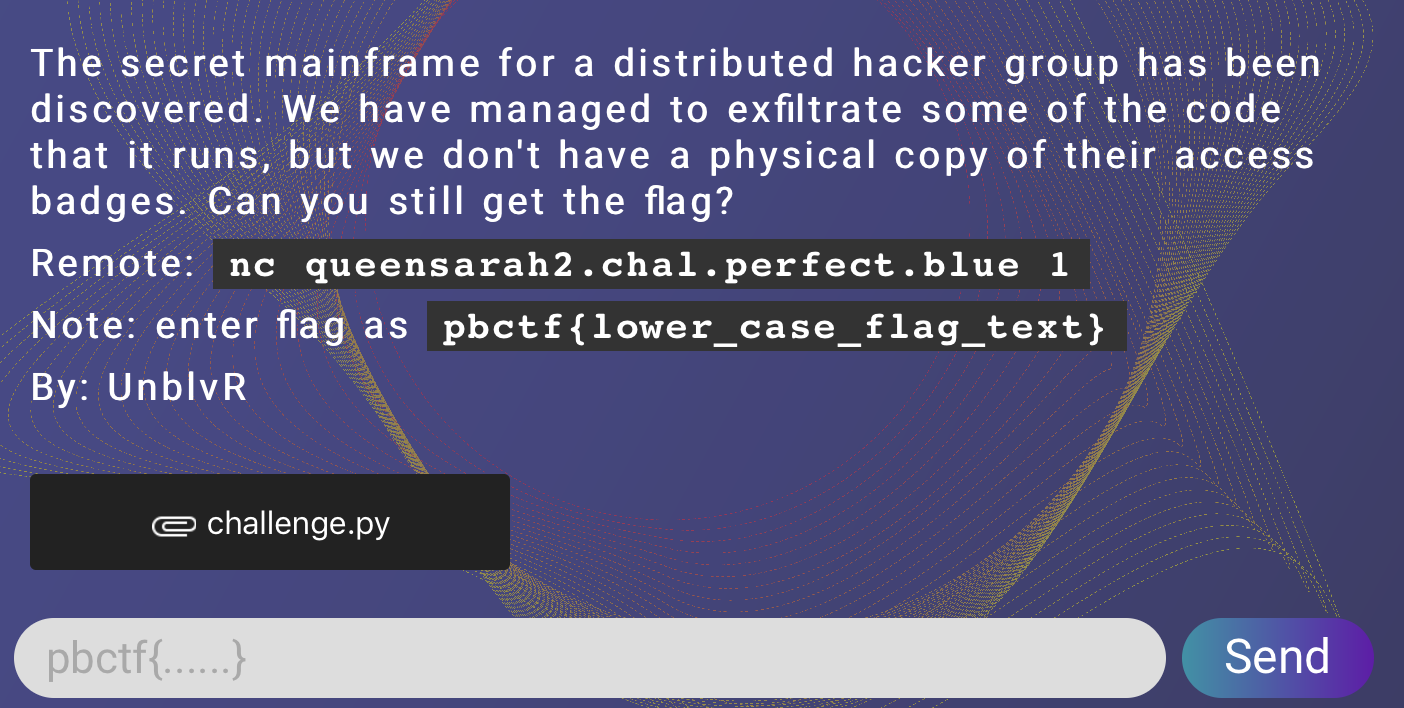 The secret mainframe for a distributed hacker group has been
discovered. We have managed to exfiltrate some of the code
that it runs, but we don't have a physical copy of their access
badges. Can you still get the flag?
Remote: nc queensarah2.chal.perfect.blue 1
Note: enter flag as pbctf{lower_case_flag_text}
By: UnblvR
challenge.py
pbctf{......} Send